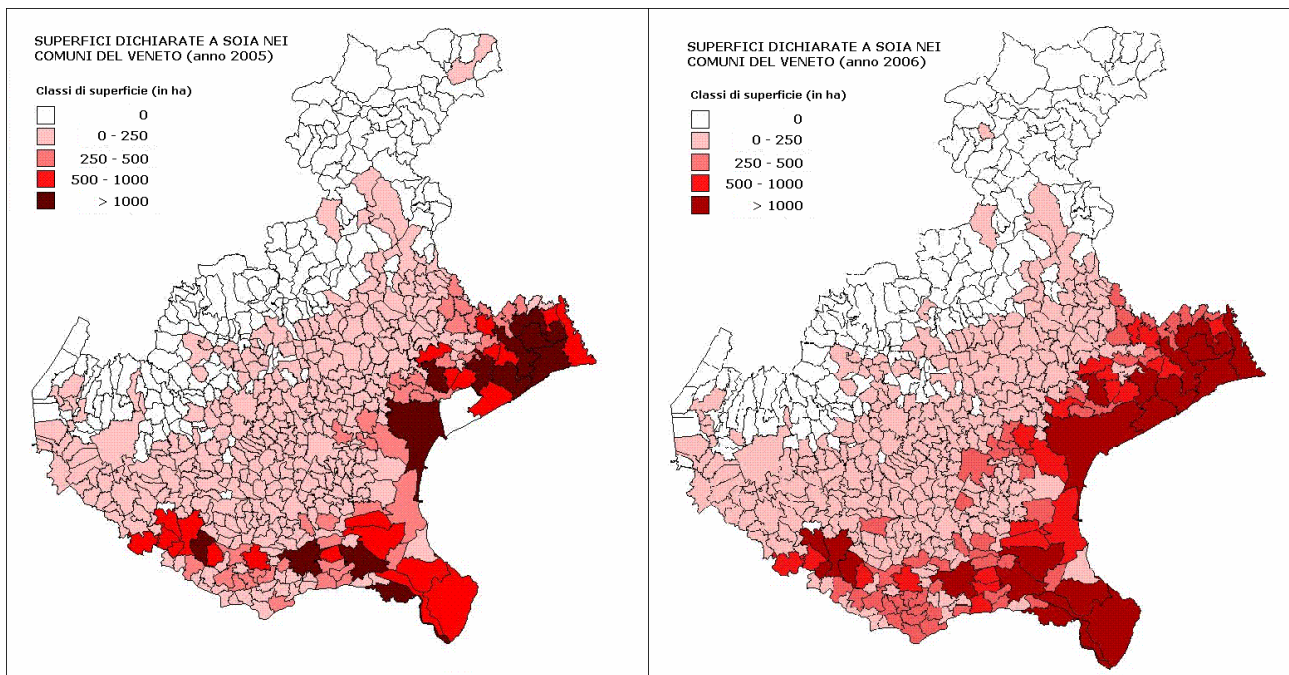 SUPERFICI DICHIARATE A SOIA NEI
COMUNI DEL VENETO (anno 2005)
Classi di superficie (in ha)
0
0 - 250
250 - 500
500 - 1000
> 1000
SUPERFICI DICHIARATE A SOIA NEI
COMUNI DEL VENETO (anno 2006)
Classi di superficie (in ha)
0
0 - 250
250 - 500
500 - 1000
> 1000